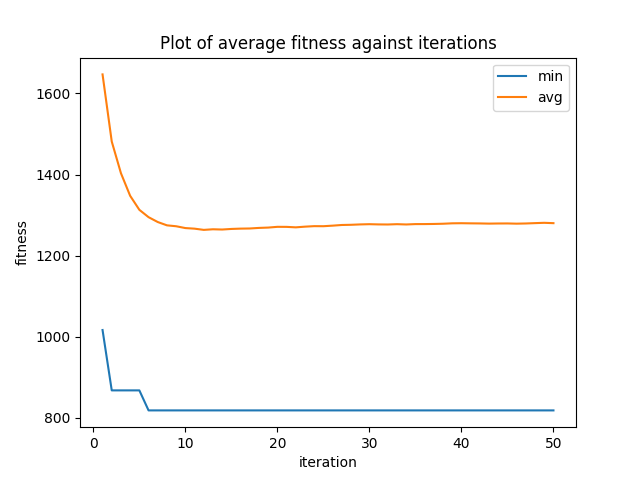 Plot of average fitness against iterations
min
avg
1600
1400
1200
1000
800
fitness
0 10 20 30 40 50
iteration